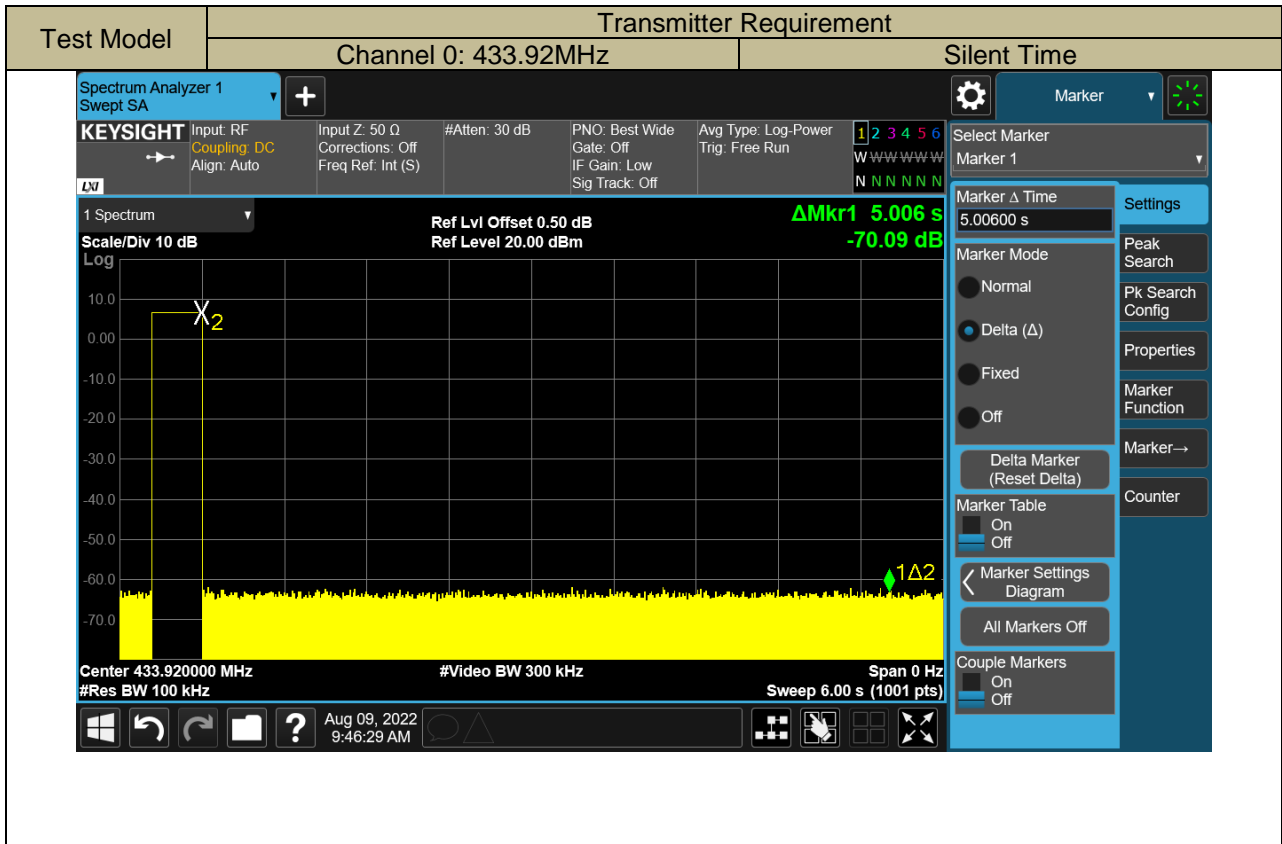 Test Model
Transmitter Requirement
Channel 0: 433.92MHz
Silent Time
Spectrum Analyzer 1
Swept SA
Marker
KEYSIGHT
LXI
Input: RF
Coupling: DC
Align: Auto
Input Z: 50 Ω
Corrections: Off
Freq Ref: Int (S)
#Atten: 30 dB
PNO: Best Wide
Gate: Off
IF Gain: Low
Sig Track: Off
Avg Type: Log-Power
Trig: Free Run
1 2 3 4 5 6
W W W W W W
N N N N N N
Select Marker
Marker 1
1 Spectrum
Scale/Div 10 dB
Log
Ref Lvl Offset 0.50 dB
Ref Level 20.00 dBm
ΔMkr1 5.006 s
-70.09 dB
10.0
0.00
-10.0
-20.0
-30.0
-40.0
-50.0
-60.0
-70.0
2
1Δ2
Center 433.920000 MHz
#Res BW 100 kHz
#Video BW 300 kHz
Span 0 Hz
Sweep 6.00 s (1001 pts)
Marker Δ Time
5.00600 s
Marker Mode
Normal
Delta (Δ)
Fixed
Off
Delta Marker
(Reset Delta)
Marker Table
On
Off
Marker Settings
Diagram
All Markers Off
Couple Markers
On
Off
Settings
Peak
Search
Pk Search
Config
Properties
Marker
Function
Marker→
Counter
?
Aug 09, 2022
9:46:29 AM